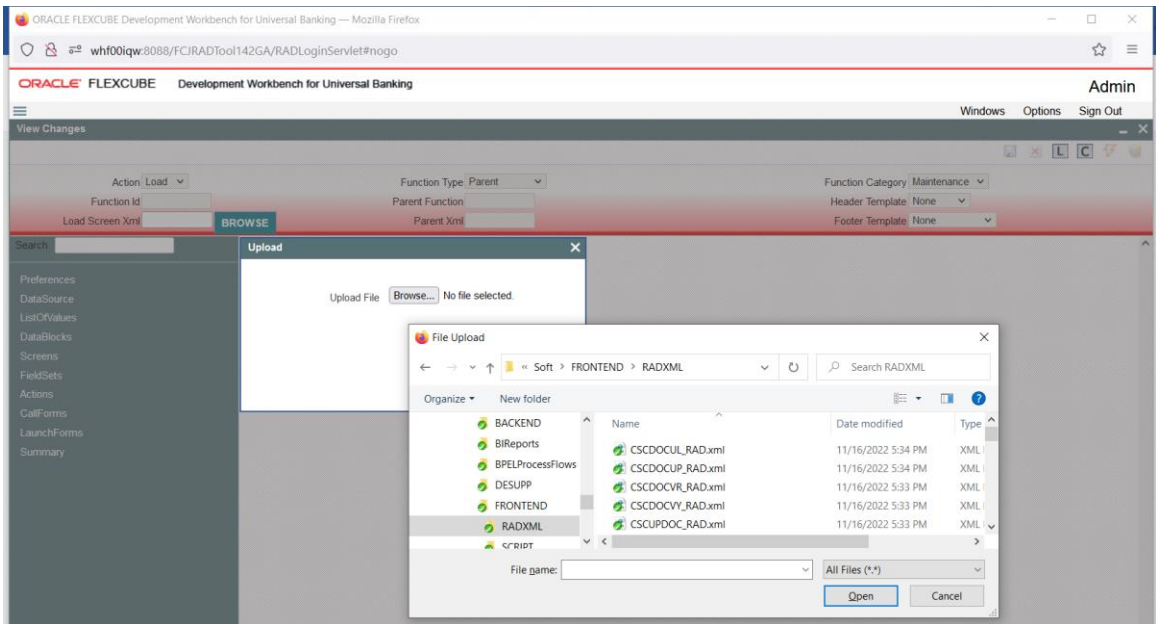 ORACLE FLEXCUBE Development Workbench for Universal Banking — Mozilla Firefox
whf00iqw:8088/FCJRADTool142GA/RADLoginServlet#nogo
ORACLE FLEXCUBE Development Workbench for Universal Banking Admin
Windows Options Sign Out
View Changes
L C
Action Load Function Type Parent Function Category Maintenance
Function Id Parent Function Header Template None
Load Screen Xml BROWSE Parent Xml Footer Template None
Search
Upload
Preferences
DataSource
Upload File Browse... No file selected.
ListOfValues
DataBlocks
Screens
FieldSets
Actions
CallForms
LaunchForms
Summary
File Upload
« Soft > FRONTEND > RADXML Search RADXML
Organize New folder
BACKEND
BIReports
BPELProcessFlows
DESUPP
FRONTEND
RADXML
SCRIPT
Name Date modified Type
CSCDOCUL_RAD.xml 11/16/2022 5:34 PM XML
CSCDOCUP_RAD.xml 11/16/2022 5:34 PM XML
CSCDOCVR_RAD.xml 11/16/2022 5:33 PM XML
CSCDOCVY_RAD.xml 11/16/2022 5:33 PM XML
CSCUPDOC_RAD.xml 11/16/2022 5:33 PM XML
File name: All Files (*.*)
Open Cancel